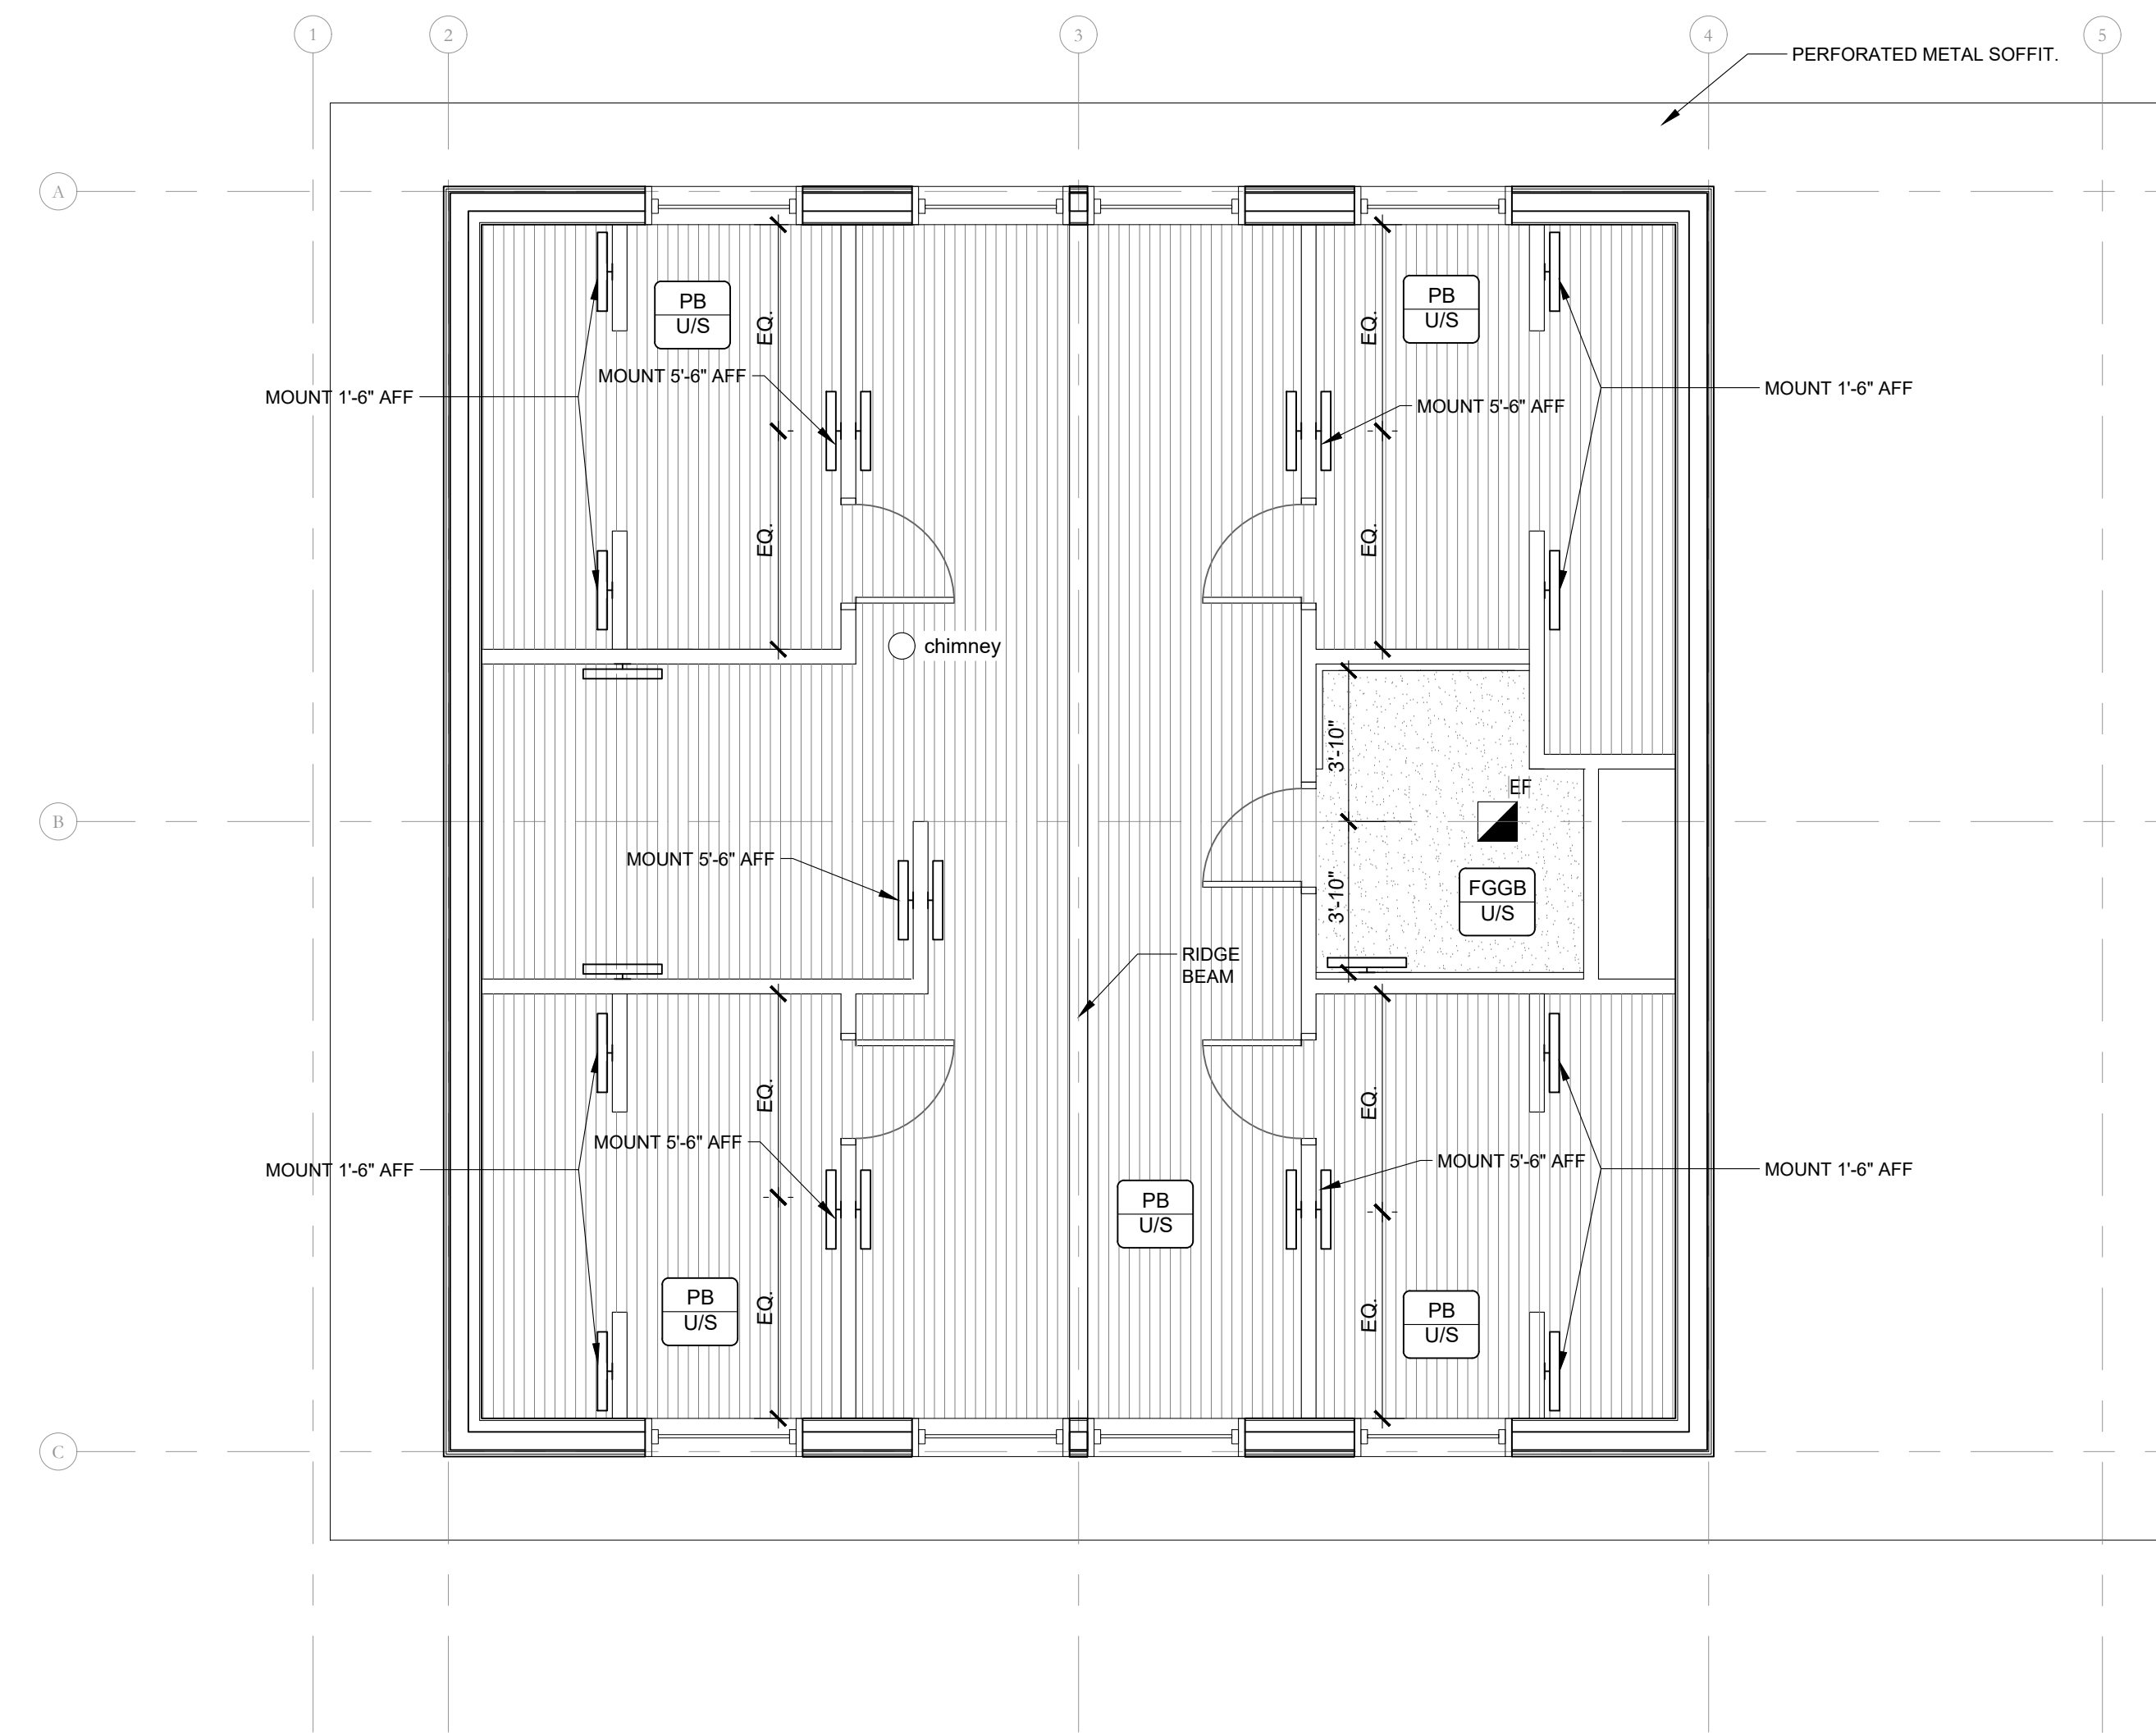 1
2
3
4
5
PERFORATED METAL SOFFIT.
A
PB
U/S
EQ.
EQ.
PB
U/S
MOUNT 1'-6" AFF
MOUNT 5'-6" AFF
MOUNT 5'-6" AFF
MOUNT 1'-6" AFF
EQ.
EQ.
chimney
3'-10"
EF
B
MOUNT 5'-6" AFF
3'-10"
FGGB
U/S
RIDGE
BEAM
EQ.
EQ.
MOUNT 1'-6" AFF
MOUNT 5'-6" AFF
MOUNT 5'-6" AFF
MOUNT 1'-6" AFF
PB
U/S
PB
U/S
EQ.
EQ.
PB
U/S
C